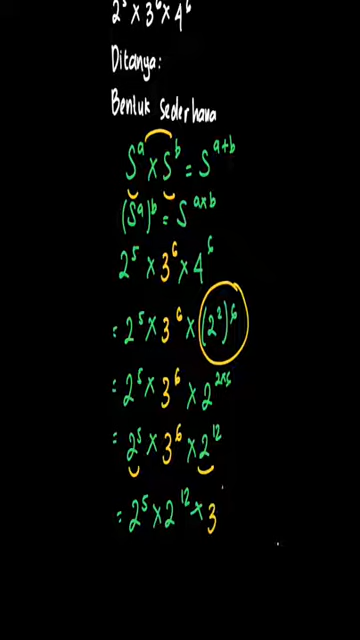 2⁵ × 3⁶ × 4⁶
Ditanya:
Bentuk Sederhana
Sᵃ × Sᵇ = Sᵃ⁺ᵇ
(Sᵃ)ᵇ = Sᵃˣᵇ
2⁵ × 3⁶ × 4⁶
= 2⁵ × 3⁶ × (2²)⁶
= 2⁵ × 3⁶ × 2²ˣ⁶
= 2⁵ × 3⁶ × 2¹²
= 2⁵ × 2¹² × 3